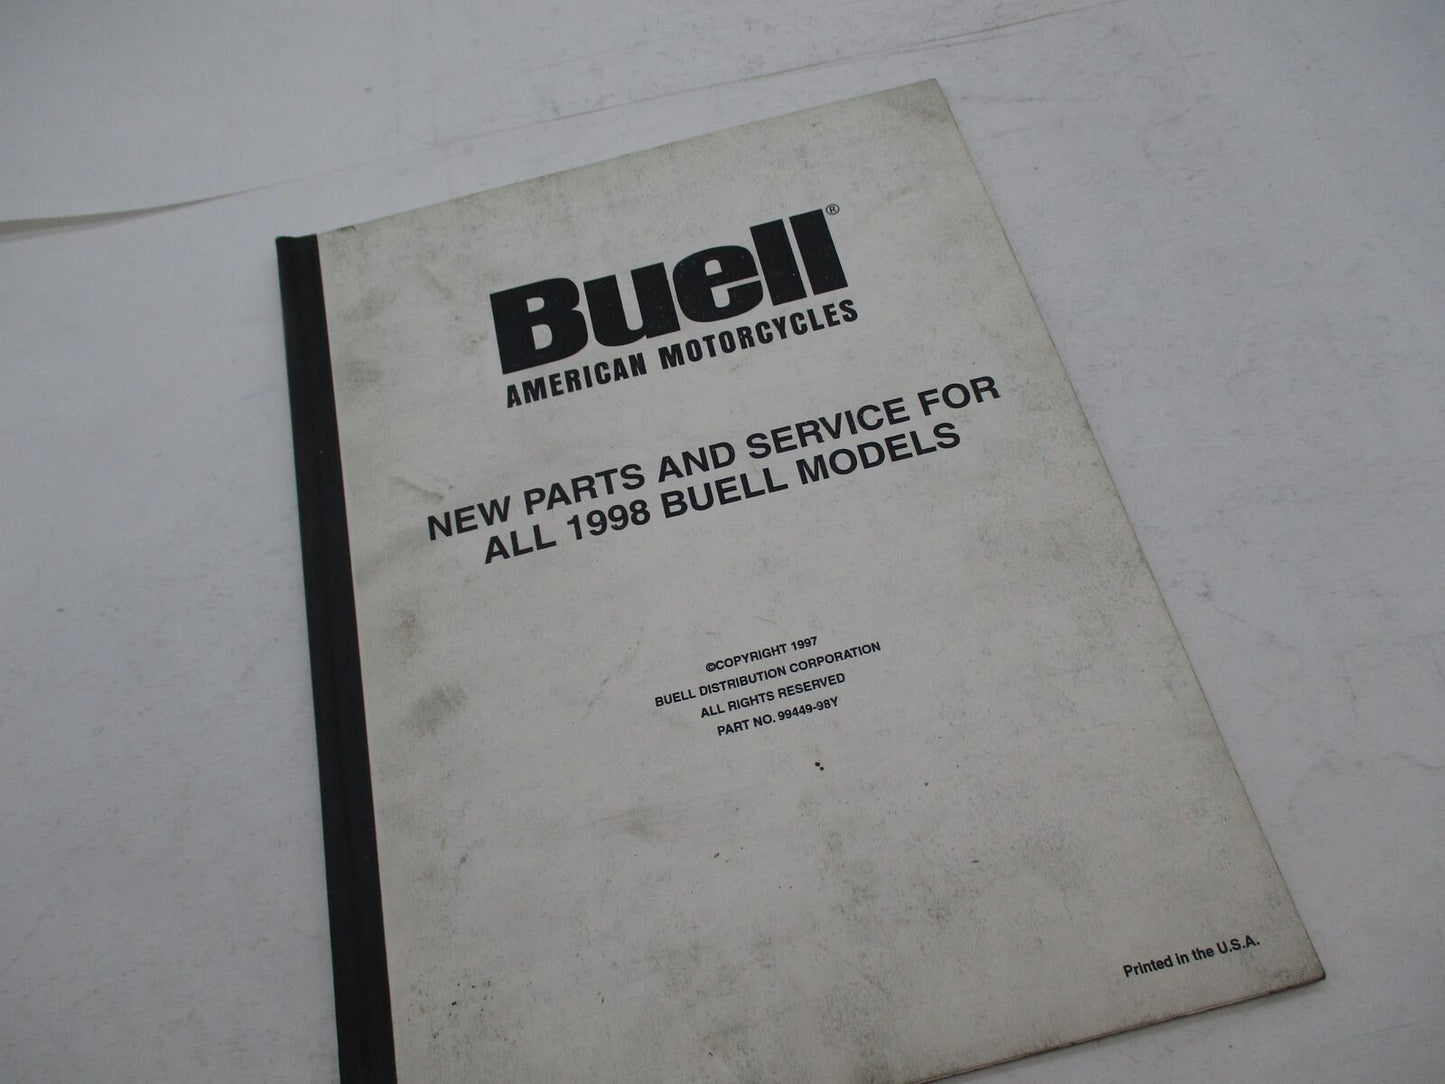 Buell®
AMERICAN MOTORCYCLES
NEW PARTS AND SERVICE FOR
ALL 1998 BUELL MODELS
©COPYRIGHT 1997
BUELL DISTRIBUTION CORPORATION
ALL RIGHTS RESERVED
PART NO. 99449-98Y
Printed in the U.S.A.